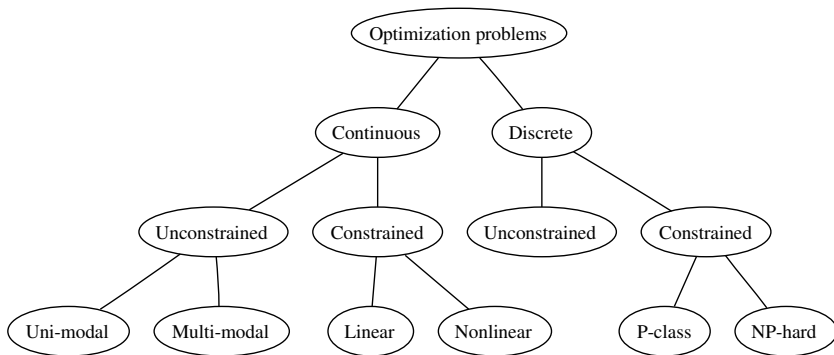 Optimization problems
Continuous
Discrete
Unconstrained
Constrained
Unconstrained
Constrained
Uni-modal
Multi-modal
Linear
Nonlinear
P-class
NP-hard